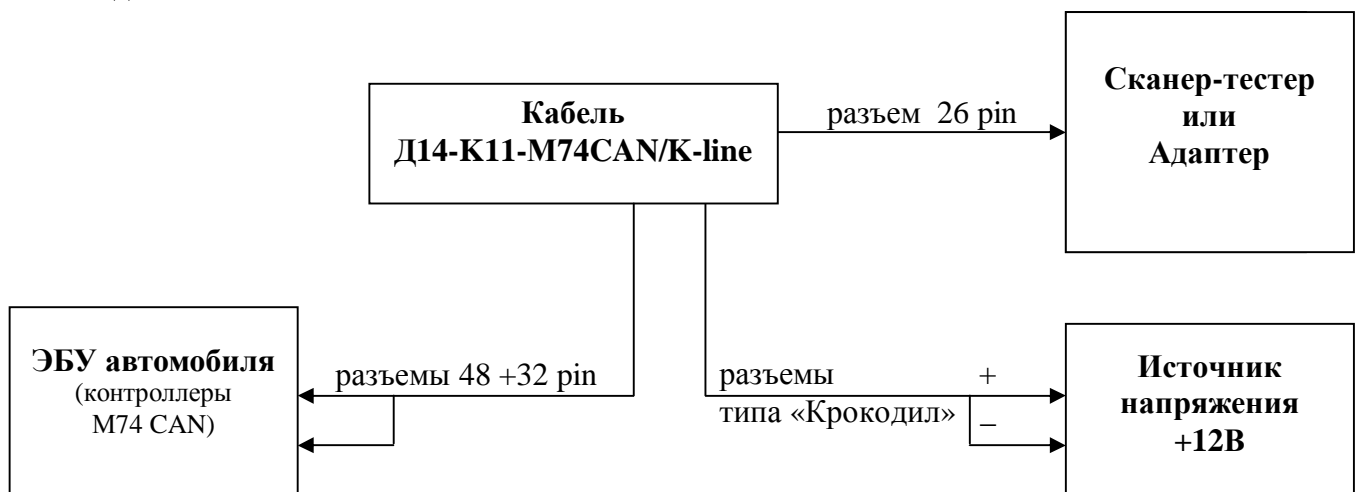 Кабель
Д14-К11-М74CAN/K-line
разъем 26 pin
Сканер-тестер
или
Адаптер
ЭБУ автомобиля
(контроллеры
М74 CAN)
разъемы 48 +32 pin
разъемы +
типа «Крокодил» –
Источник
напряжения
+12В